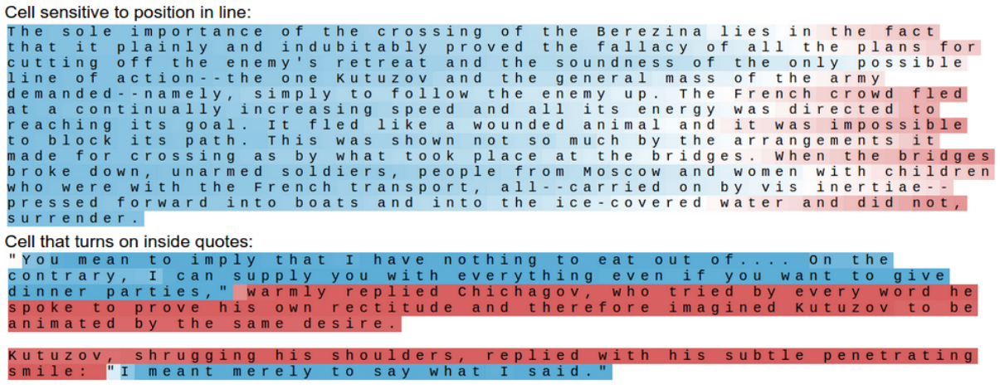 Cell sensitive to position in line:
The sole importance of the crossing of the Berezina lies in the fact
that it plainly and indubitably proved the fallacy of all the plans for
cutting off the enemy's retreat and the soundness of the only possible
line of action--the one Kutuzov and the general mass of the army
demanded--namely, simply to follow the enemy up. The French crowd fled
at a continually increasing speed and all its energy was directed to
reaching its goal. It fled like a wounded animal and it was impossible
to block its path. This was shown not so much by the arrangements it
made for crossing as by what took place at the bridges. When the bridges
broke down, unarmed soldiers, people from Moscow and women with children
who were with the French transport, all--carried on by vis inertiae--
pressed forward into boats and into the ice-covered water and did not,
surrender.
Cell that turns on inside quotes:
"You mean to imply that I have nothing to eat out of.... On the
contrary, I can supply you with everything even if you want to give
dinner parties," warmly replied Chichagov, who tried by every word he
spoke to prove his own rectitude and therefore imagined Kutuzov to be
animated by the same desire.
Kutuzov, shrugging his shoulders, replied with his subtle penetrating
smile: "I meant merely to say what I said."